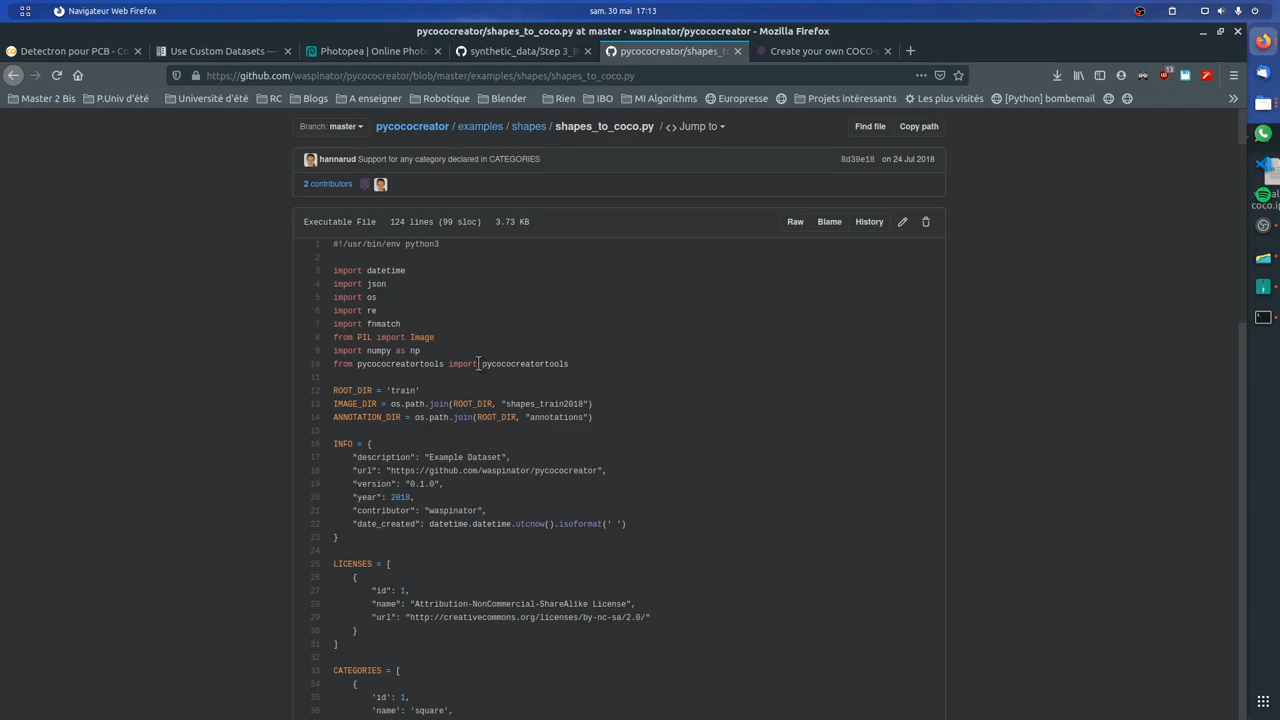 Navigateur Web Firefox
sam. 30 mai • 17:13
pycococreator/shapes_to_coco.py at master · waspinator/pycococreator - Mozilla Firefox
Detectron pour PCB - Co
Use Custom Datasets —
Photopea | Online Photo
synthetic_data/Step 3_B
pycococreator/shapes_t
Create your own COCO-s
https://github.com/waspinator/pycococreator/blob/master/examples/shapes/shapes_to_coco.py
13
Master 2 Bis
P.Univ d'été
Université d'été
RC
Blogs
A enseigner
Robotique
Blender
Rien
IBO
MI Algorithms
Europresse
Projets intéressants
Les plus visités
[Python] bombemail
Branch: master
pycococreator / examples / shapes / shapes_to_coco.py / <> Jump to
Find file
Copy path
hannarud Support for any category declared in CATEGORIES
8d30e18 on 24 Jul 2018
2 contributors
Executable File
124 lines (99 sloc)
3.73 KB
Raw
Blame
History
1 #!/usr/bin/env python3
2
3 import datetime
4 import json
5 import os
6 import re
7 import fnmatch
8 from PIL import Image
9 import numpy as np
10 from pycococreatortools import pycococreatortools
11
12 ROOT_DIR = 'train'
13 IMAGE_DIR = os.path.join(ROOT_DIR, "shapes_train2018")
14 ANNOTATION_DIR = os.path.join(ROOT_DIR, "annotations")
15
16 INFO = {
17 "description": "Example Dataset",
18 "url": "https://github.com/waspinator/pycococreator",
19 "version": "0.1.0",
20 "year": 2018,
21 "contributor": "waspinator",
22 "date_created": datetime.datetime.utcnow().isoformat(' ')
23 }
24
25 LICENSES = [
26 {
27 "id": 1,
28 "name": "Attribution-NonCommercial-ShareAlike License",
29 "url": "http://creativecommons.org/licenses/by-nc-sa/2.0/"
30 }
31 ]
32
33 CATEGORIES = [
34 {
35 'id': 1,
36 'name': 'square',